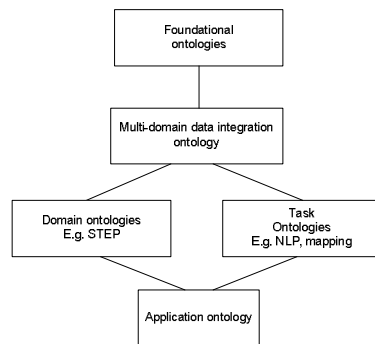 Foundational
ontologies
Multi-domain data integration
ontology
Domain ontologies
E.g. STEP
Task
Ontologies
E.g. NLP, mapping
Application ontology